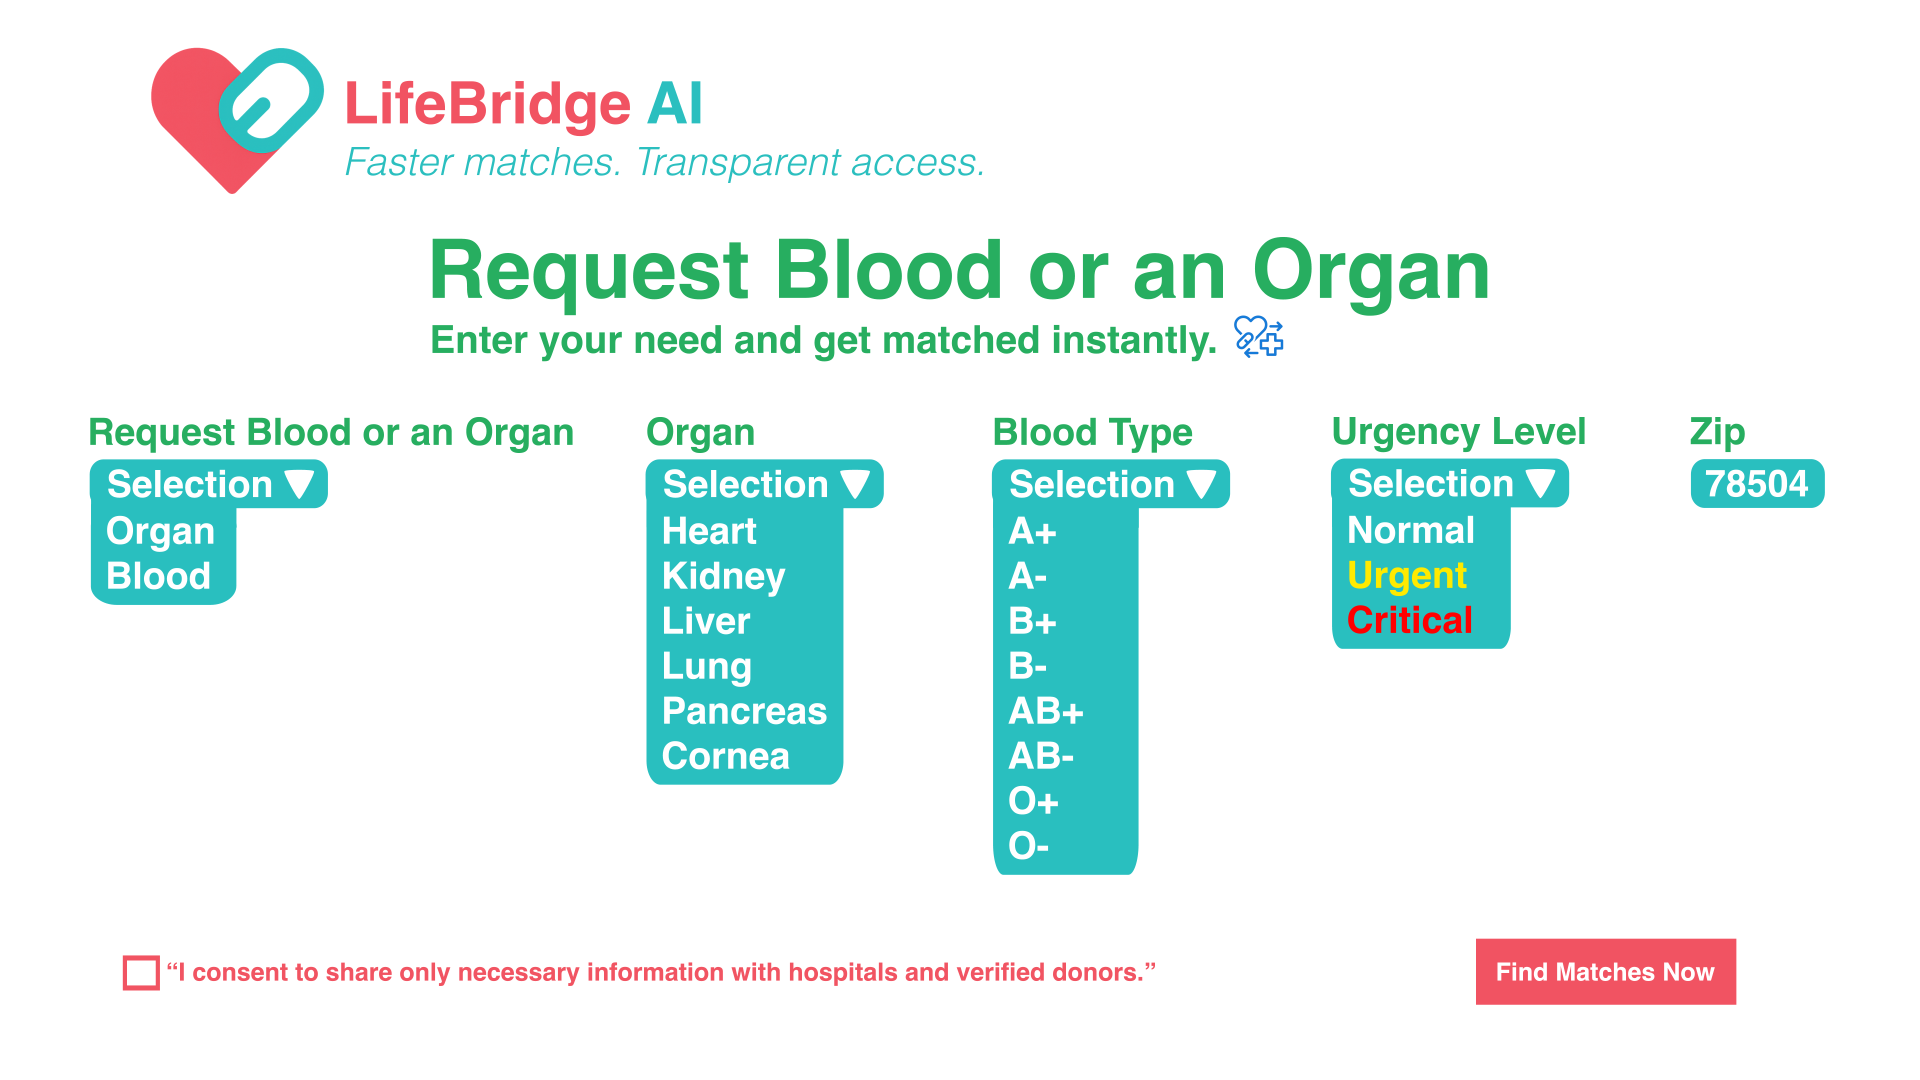 LifeBridge AI
Faster matches. Transparent access.
Request Blood or an Organ
Enter your need and get matched instantly.
Request Blood or an Organ
Selection
Organ
Blood
Organ
Selection
Heart
Kidney
Liver
Lung
Pancreas
Cornea
Blood Type
Selection
A+
A-
B+
B-
AB+
AB-
O+
O-
Urgency Level
Selection
Normal
Urgent
Critical
Zip
78504
“I consent to share only necessary information with hospitals and verified donors.”
Find Matches Now